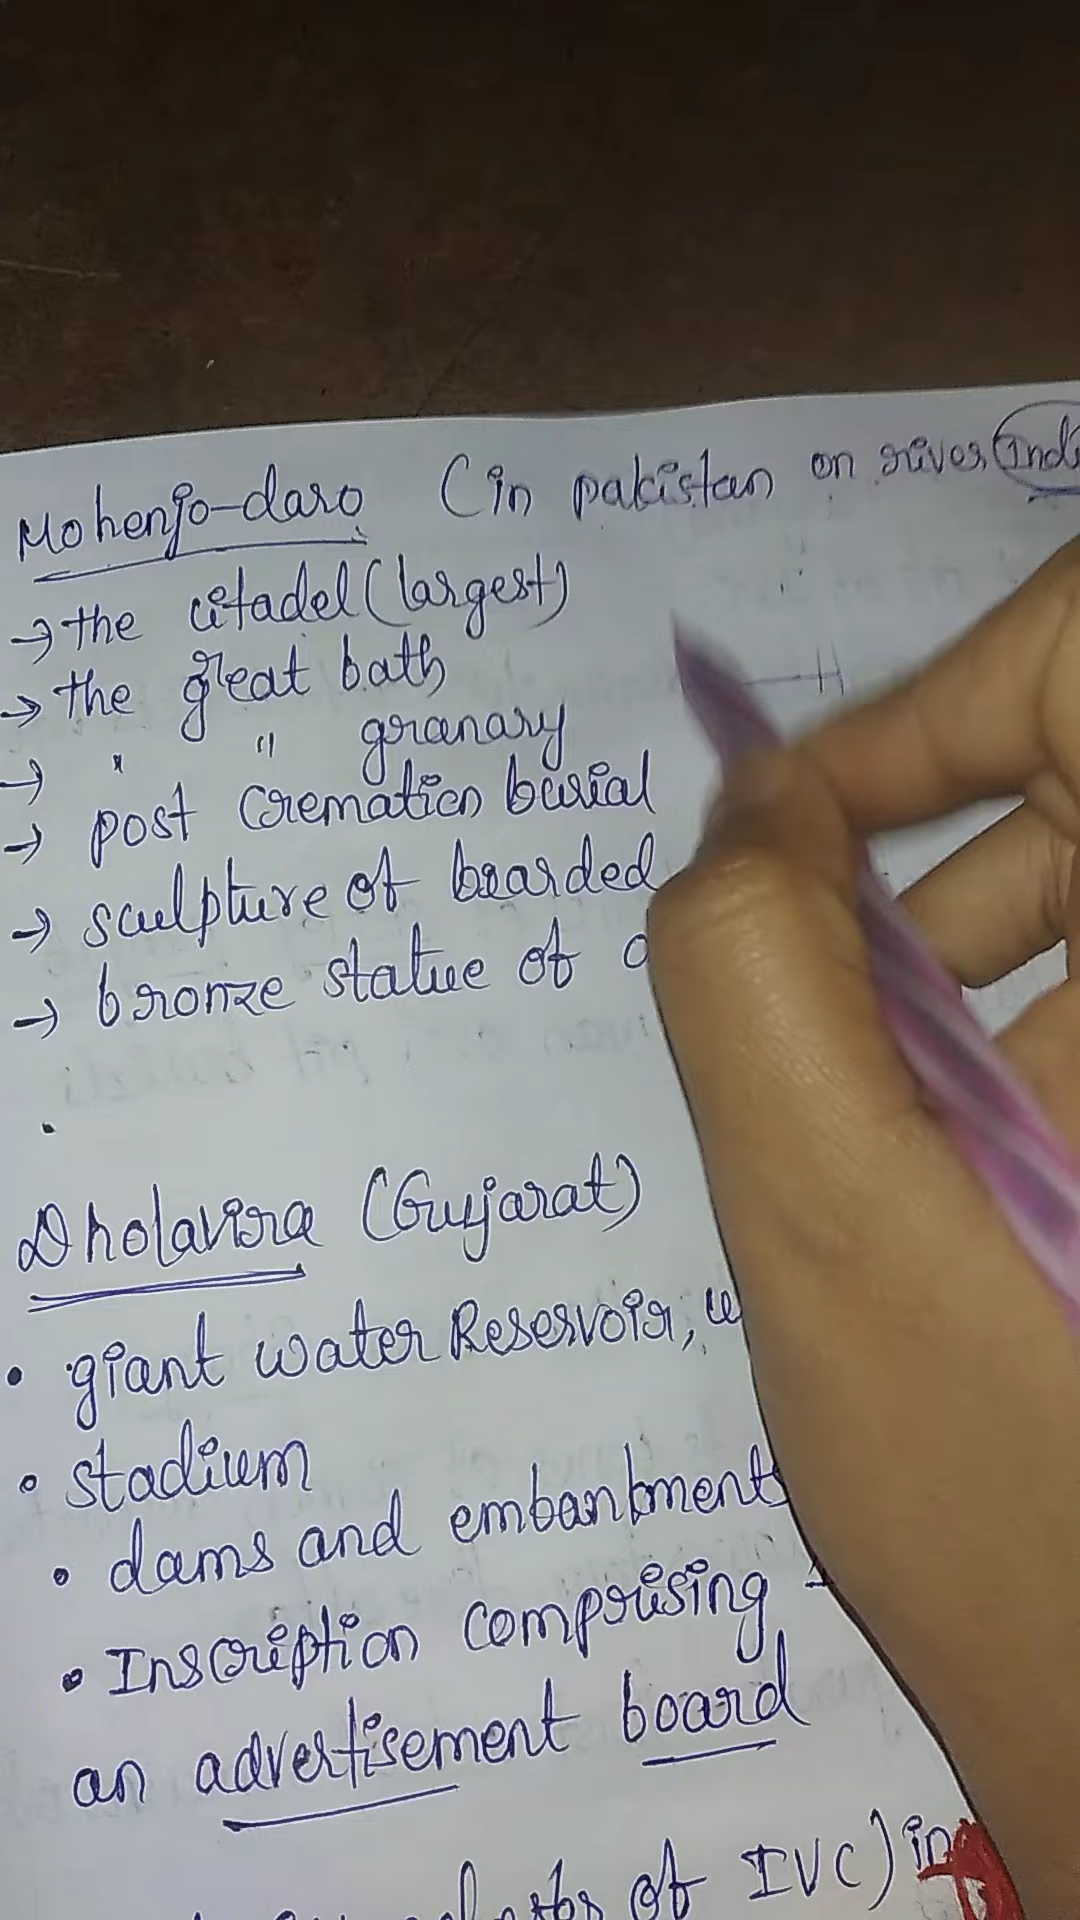 Mohenjo-daro (in pakistan on river Ind
→ the citadel (largest)
→ the great bath
→ " " granary
→ post cremation burial
→ sculpture of bearded
→ bronze statue of
Dholavira (Gujarat)
• giant water Reservoir,
• stadium
• dams and embankments
• Inscription comprising
an advertisement board
of IVC) in